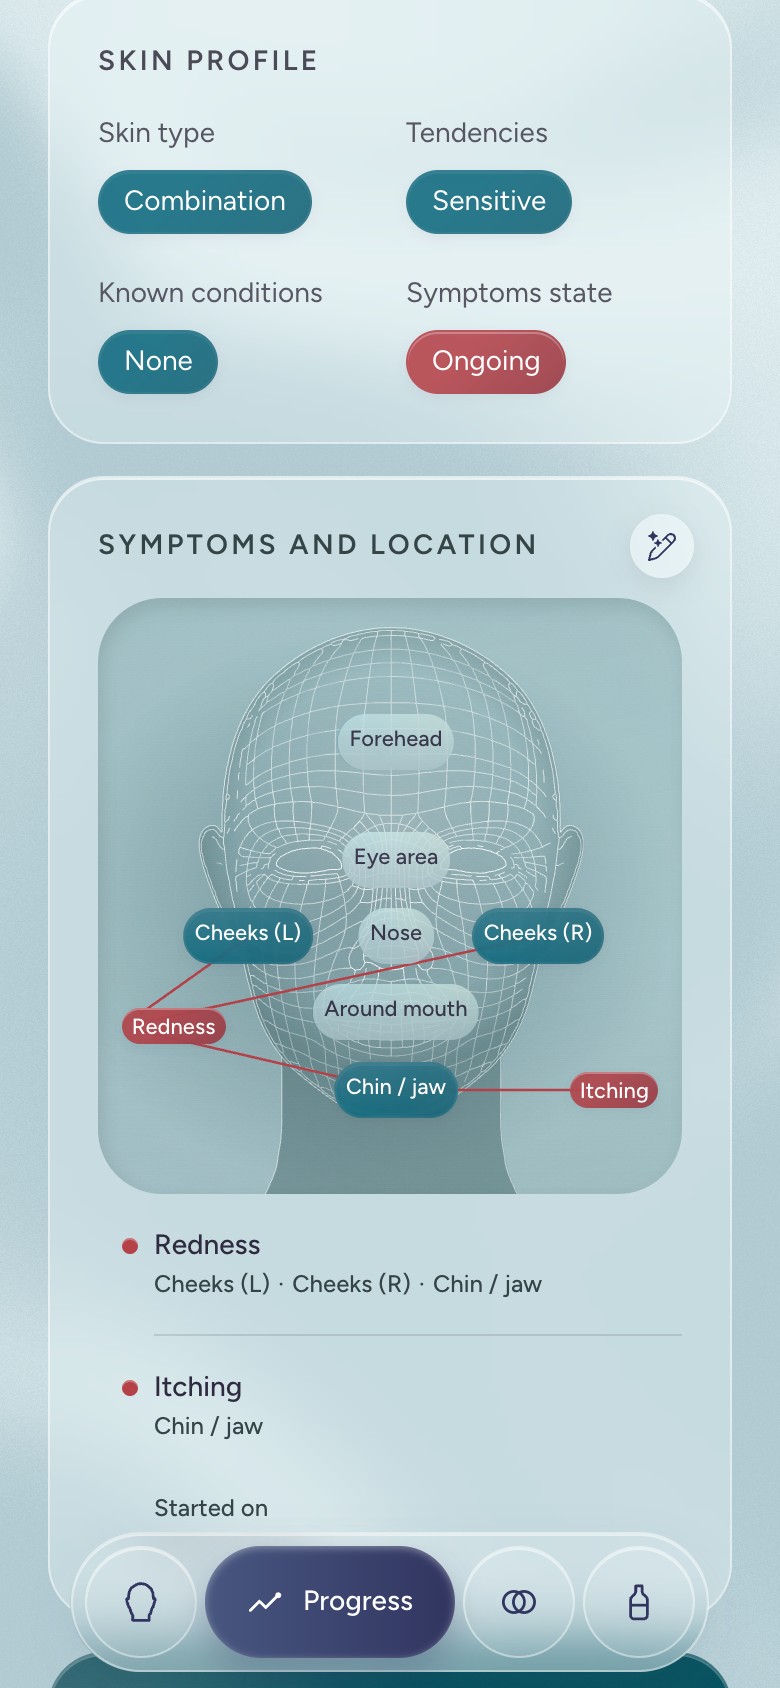 SKIN PROFILE
Skin type
Tendencies
Combination
Sensitive
Known conditions
Symptoms state
None
Ongoing
SYMPTOMS AND LOCATION
Forehead
Eye area
Cheeks (L)
Nose
Cheeks (R)
Around mouth
Redness
Chin / jaw
Itching
Redness
Cheeks (L) · Cheeks (R) · Chin / jaw
Itching
Chin / jaw
Started on
Progress